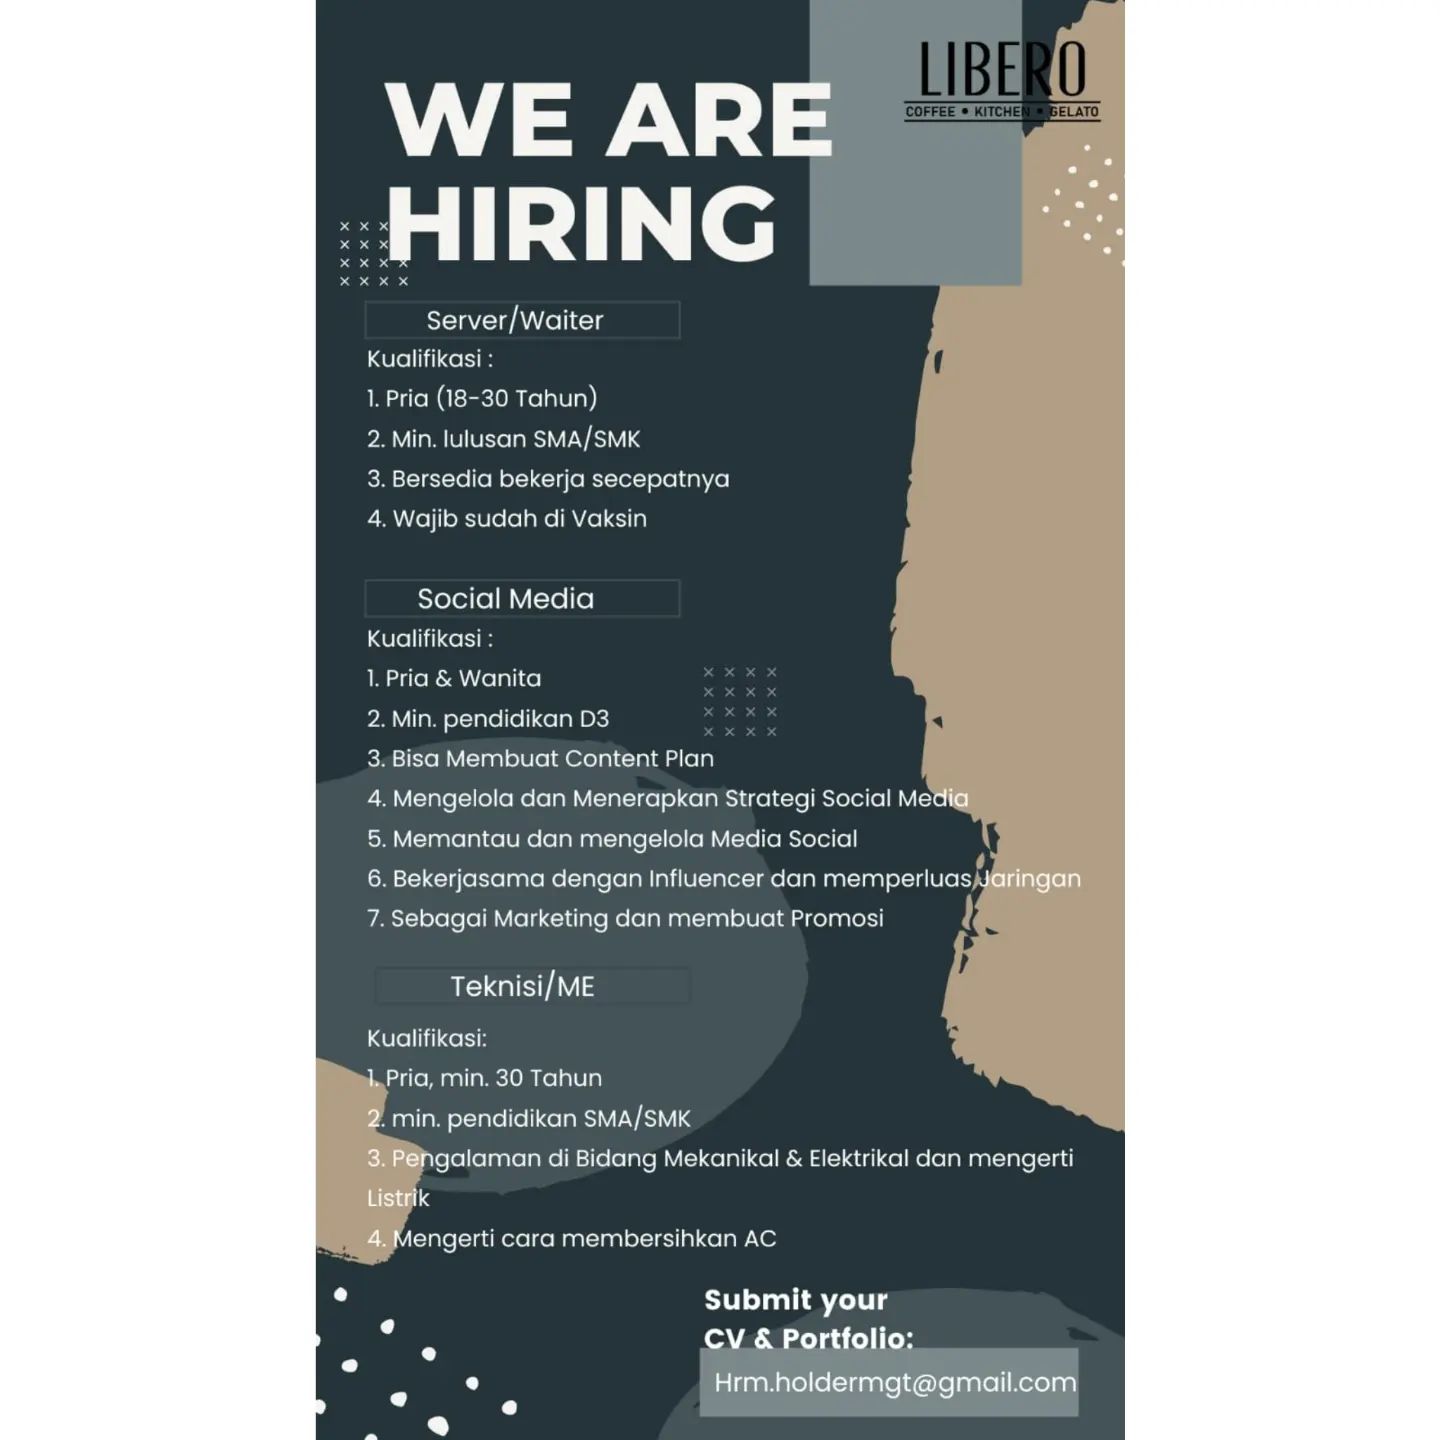 LIBERO
COFFEE • KITCHEN • GELATO
WE ARE
HIRING
Server/Waiter
Kualifikasi :
1. Pria (18-30 Tahun)
2. Min. lulusan SMA/SMK
3. Bersedia bekerja secepatnya
4. Wajib sudah di Vaksin
Social Media
Kualifikasi :
1. Pria & Wanita
2. Min. pendidikan D3
3. Bisa Membuat Content Plan
4. Mengelola dan Menerapkan Strategi Social Media
5. Memantau dan mengelola Media Social
6. Bekerjasama dengan Influencer dan memperluas Jaringan
7. Sebagai Marketing dan membuat Promosi
Teknisi/ME
Kualifikasi:
1. Pria, min. 30 Tahun
2. min. pendidikan SMA/SMK
3. Pengalaman di Bidang Mekanikal & Elektrikal dan mengerti
Listrik
4. Mengerti cara membersihkan AC
Submit your
CV & Portfolio:
Hrm.holdermgt@gmail.com